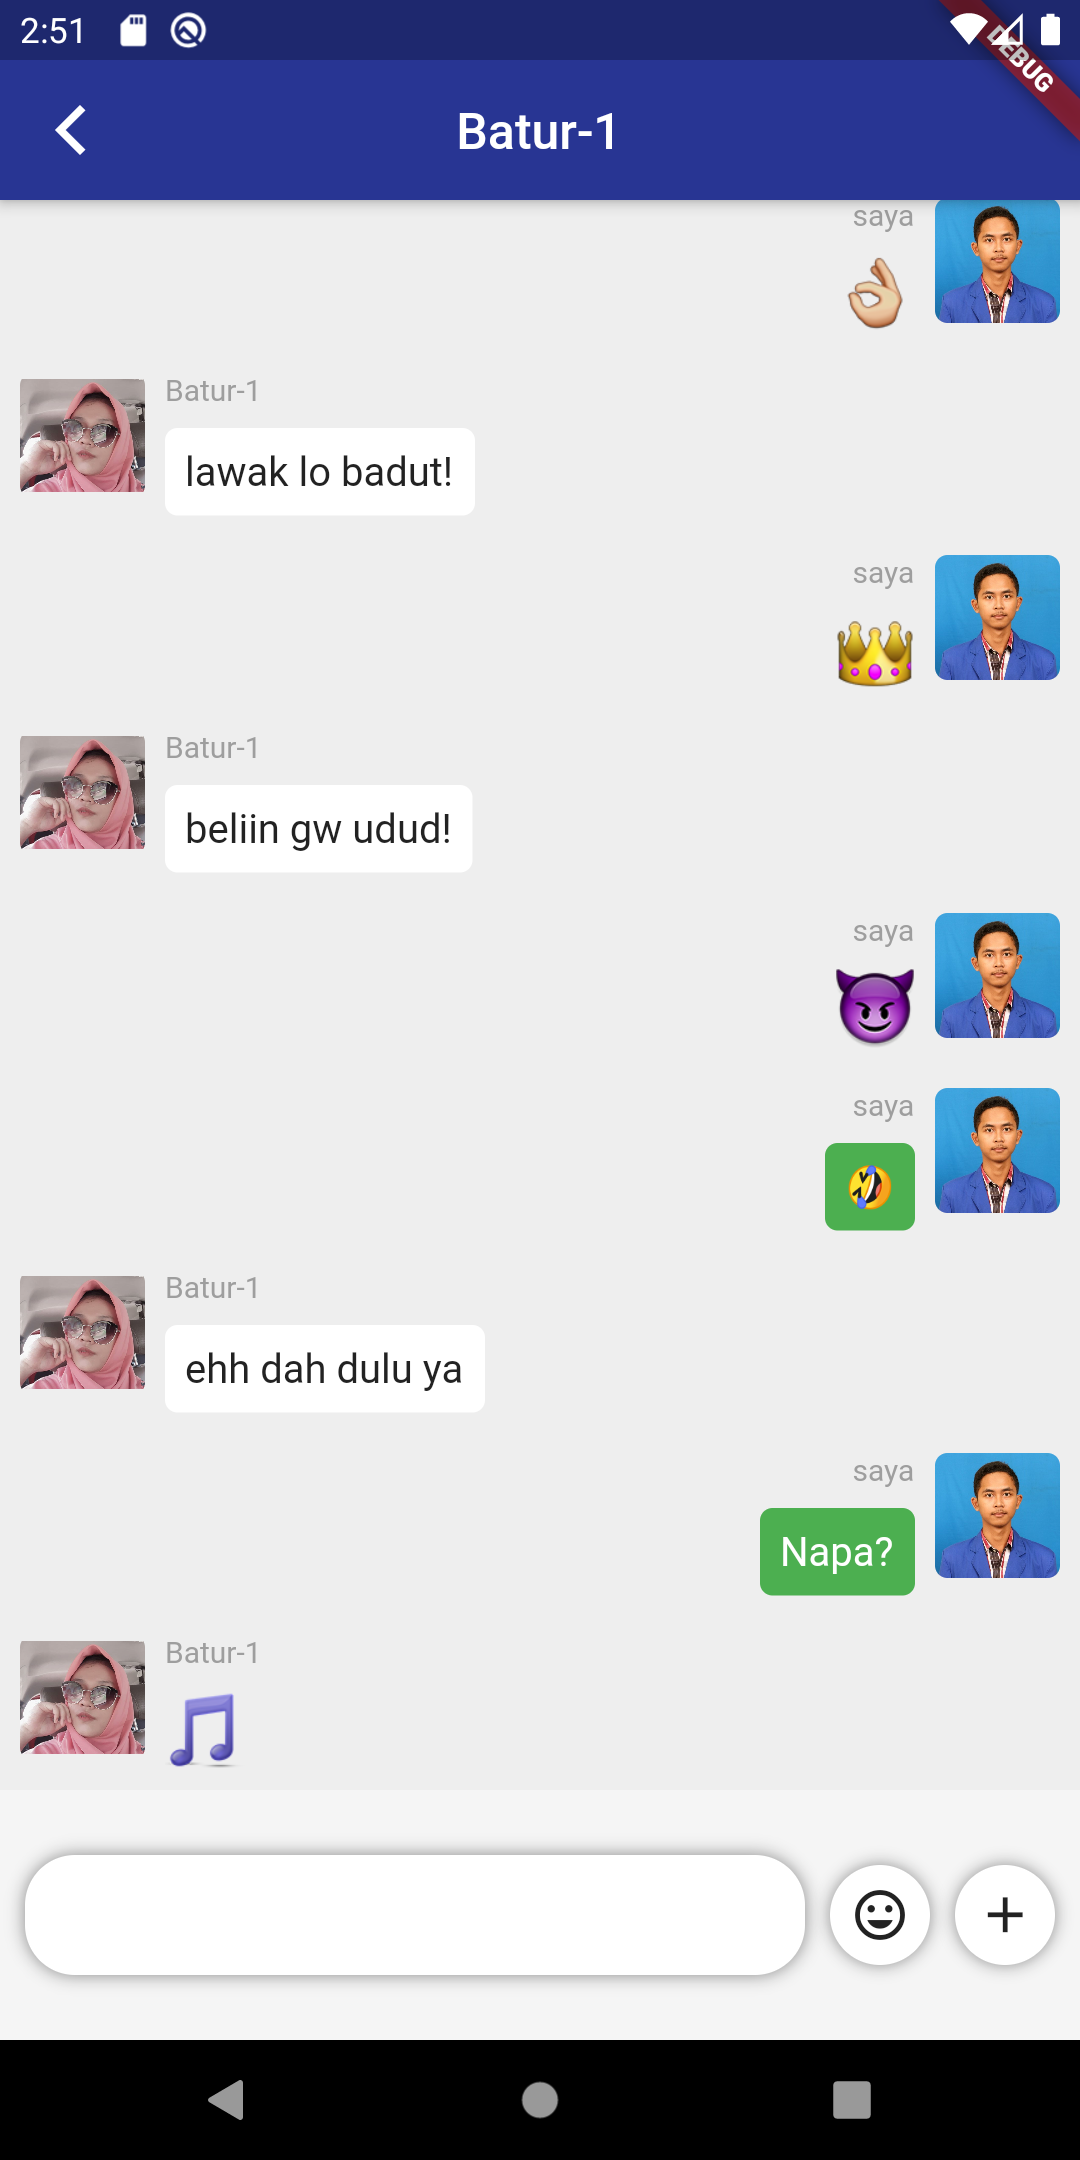 2:51
DEBUG
Batur-1
saya
👌🏼
Batur-1
lawak lo badut!
saya
👑
Batur-1
beliin gw udud!
saya
😈
saya
🤣
Batur-1
ehh dah dulu ya
saya
Napa?
Batur-1
🎵